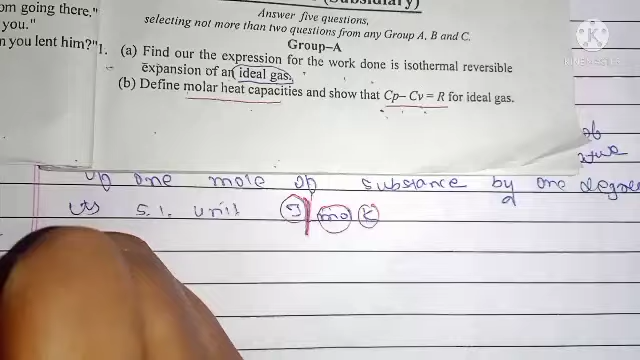 (Subsidiary)
om going there."
you."
n you lent him?"
Answer five questions,
selecting not more than two questions from any Group A, B and C.
Group–A
1. (a) Find our the expression for the work done is isothermal reversible
expansion of an ideal gas.
(b) Define molar heat capacities and show that Cp– Cv = R for ideal gas.
of
up one mole of substance by one degree
its S.I. unit J/mol K